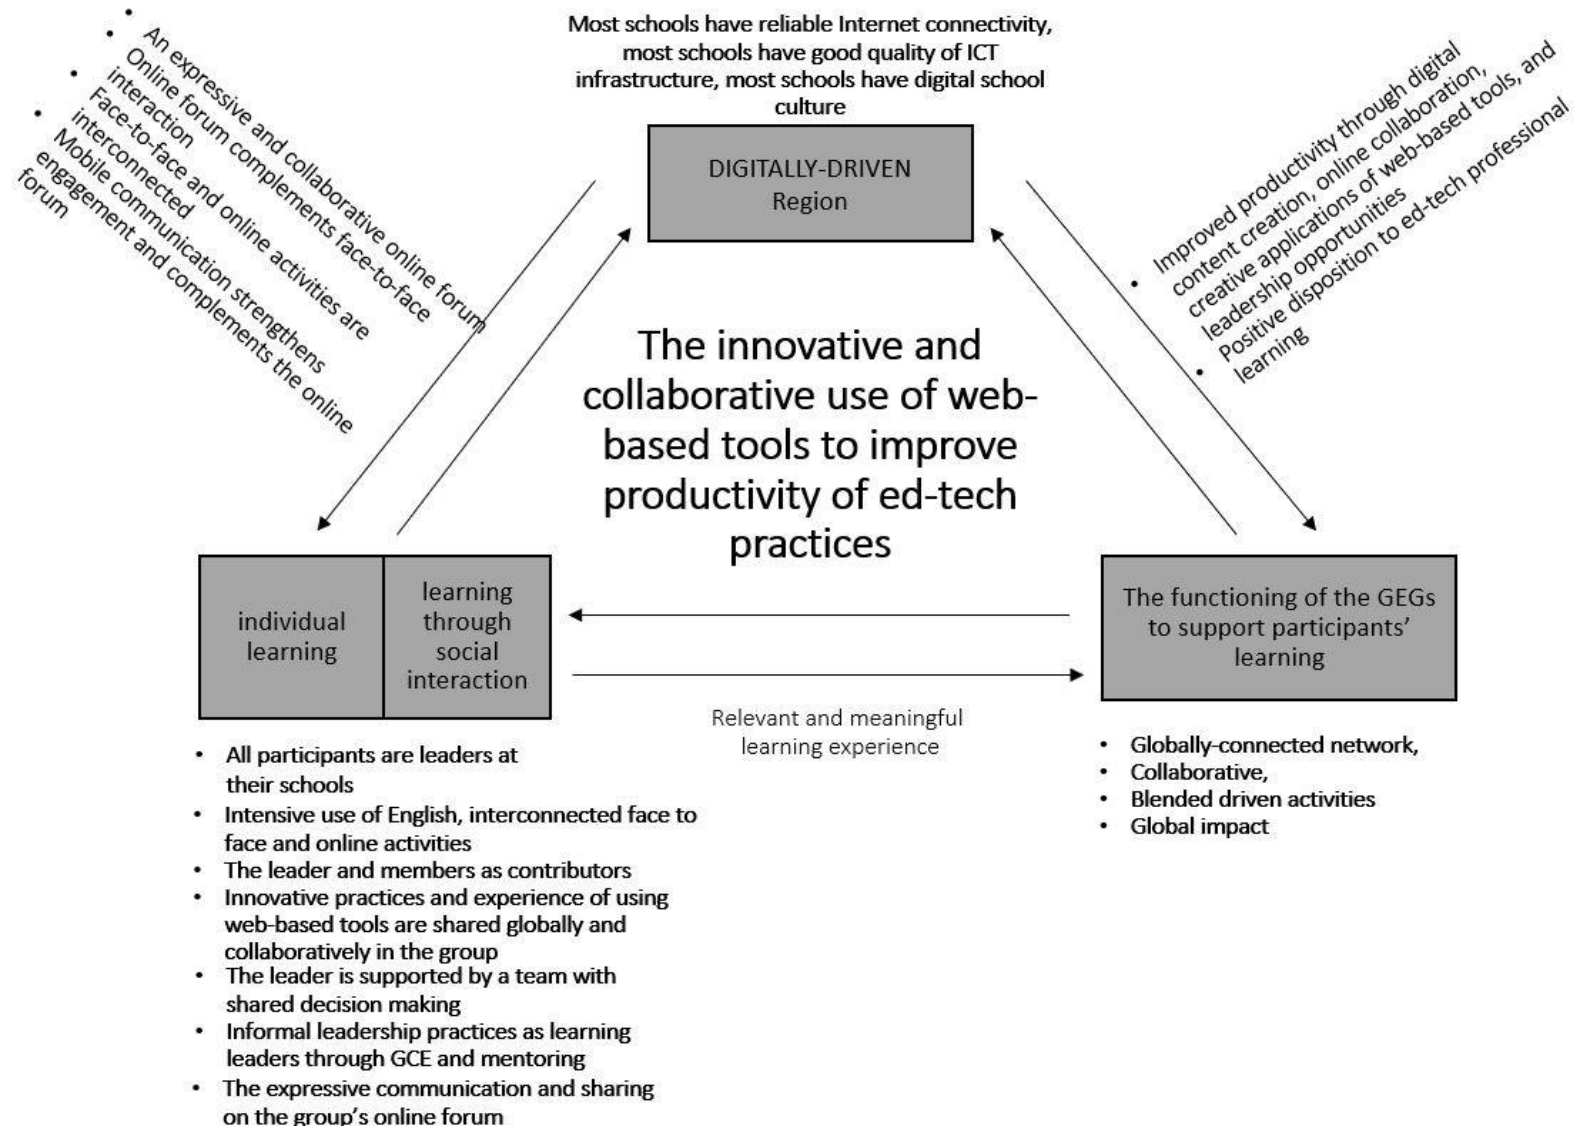 Most schools have reliable Internet connectivity,
most schools have good quality of ICT
infrastructure, most schools have digital school
culture
DIGITALLY-DRIVEN
Region
• An expressive and collaborative online forum
• Online forum complements face-to-face
interaction
• Face-to-face and online activities are
interconnected
• Mobile communication strengthens
engagement and complements the online
forum
• Improved productivity through digital
content creation, online collaboration,
creative applications of web-based tools, and
leadership opportunities
• Positive disposition to ed-tech professional
learning
The innovative and
collaborative use of web-
based tools to improve
productivity of ed-tech
practices
individual
learning
learning
through
social
interaction
The functioning of the GEGs
to support participants'
learning
Relevant and meaningful
learning experience
• All participants are leaders at
their schools
• Intensive use of English, interconnected face to
face and online activities
• The leader and members as contributors
• Innovative practices and experience of using
web-based tools are shared globally and
collaboratively in the group
• The leader is supported by a team with
shared decision making
• Informal leadership practices as learning
leaders through GCE and mentoring
• The expressive communication and sharing
on the group's online forum
• Globally-connected network,
• Collaborative,
• Blended driven activities
• Global impact